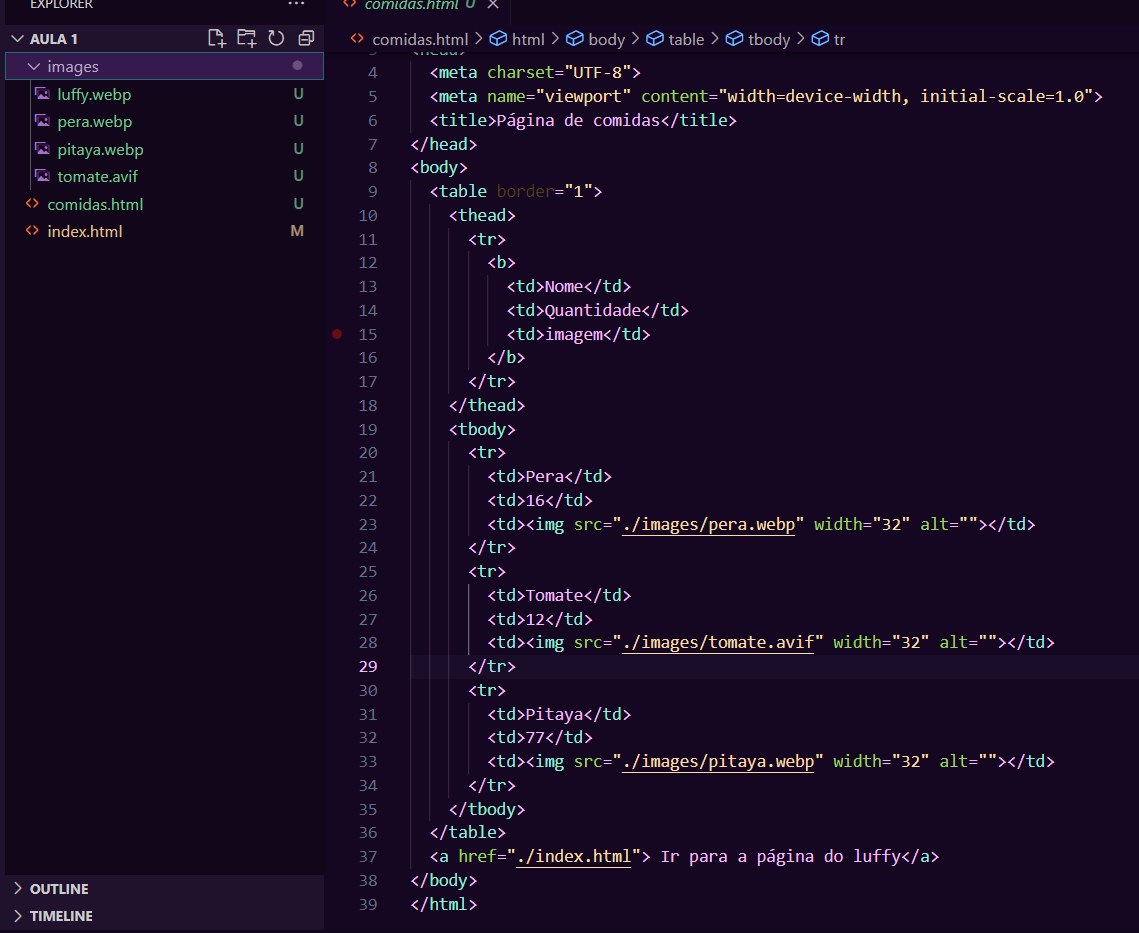 EXPLORER ...
AULA 1
images
luffy.webp U
pera.webp U
pitaya.webp U
tomate.avif U
comidas.html U
index.html M
OUTLINE
TIMELINE
comidas.html U
comidas.html > html > body > table > tbody > tr
3 <head>
4 <meta charset="UTF-8">
5 <meta name="viewport" content="width=device-width, initial-scale=1.0">
6 <title>Página de comidas</title>
7 </head>
8 <body>
9 <table border="1">
10 <thead>
11 <tr>
12 <b>
13 <td>Nome</td>
14 <td>Quantidade</td>
15 <td>imagem</td>
16 </b>
17 </tr>
18 </thead>
19 <tbody>
20 <tr>
21 <td>Pera</td>
22 <td>16</td>
23 <td><img src="./images/pera.webp" width="32" alt=""></td>
24 </tr>
25 <tr>
26 <td>Tomate</td>
27 <td>12</td>
28 <td><img src="./images/tomate.avif" width="32" alt=""></td>
29 </tr>
30 <tr>
31 <td>Pitaya</td>
32 <td>77</td>
33 <td><img src="./images/pitaya.webp" width="32" alt=""></td>
34 </tr>
35 </tbody>
36 </table>
37 <a href="./index.html"> Ir para a página do luffy</a>
38 </body>
39 </html>